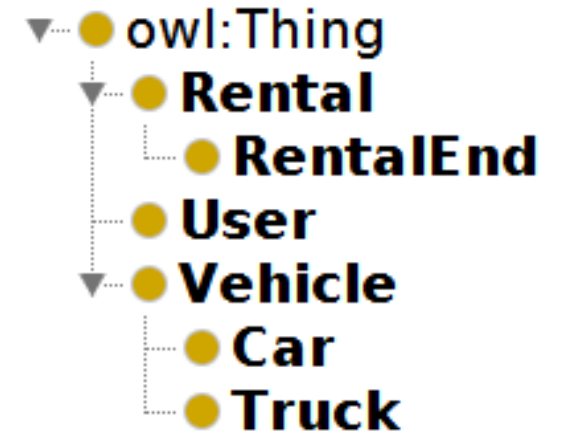 owl:Thing
Rental
RentalEnd
User
Vehicle
Car
Truck